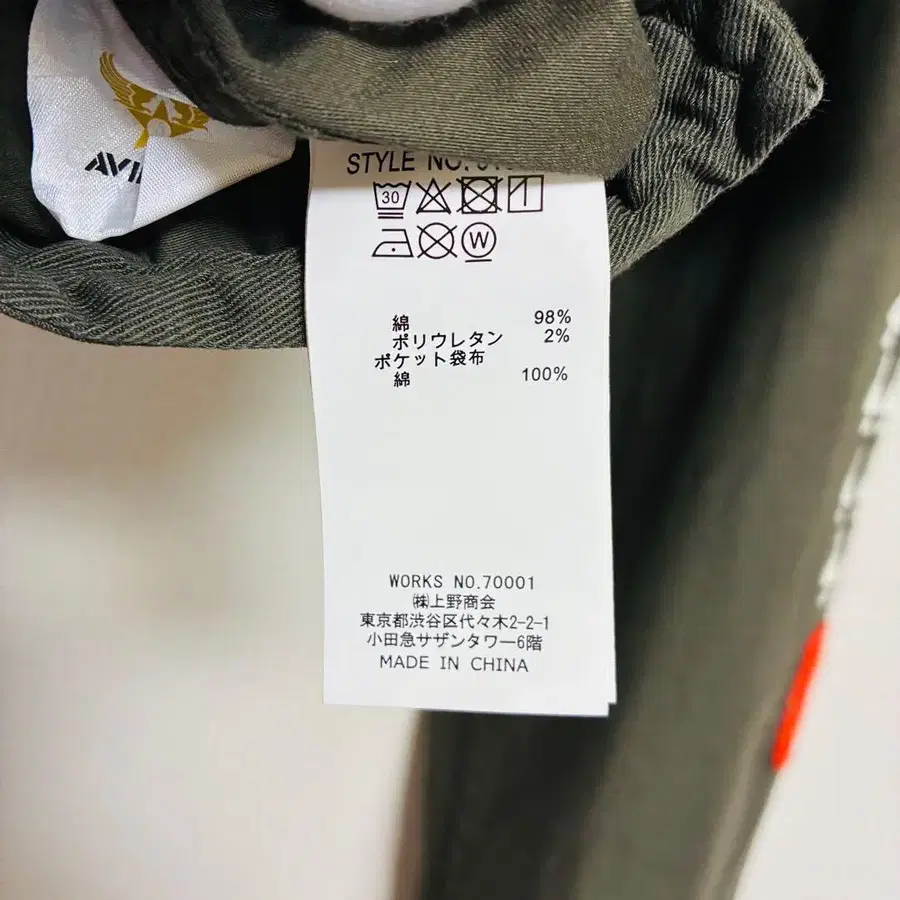 STYLE NO.
30
W
綿 98%
ポリウレタン 2%
ポケット袋布
綿 100%
WORKS NO.70001
㈱上野商会
東京都渋谷区代々木2-2-1
小田急サザンタワー6階
MADE IN CHINA